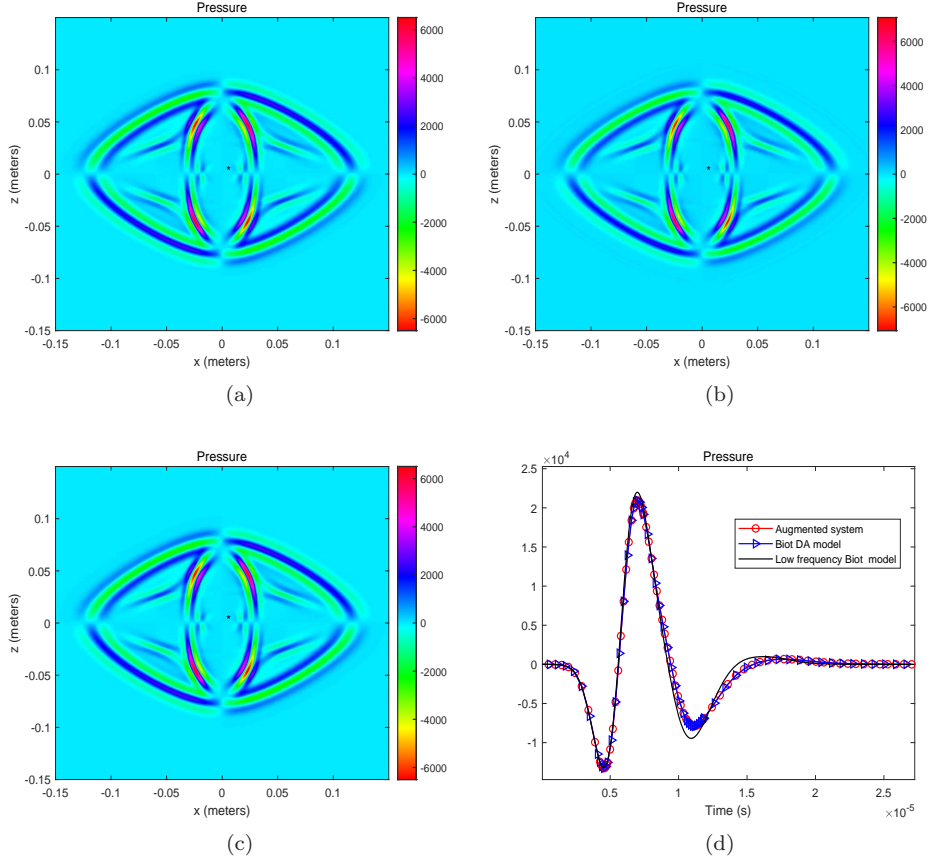 Pressure
0.1
0.05
0
-0.05
-0.1
-0.15
z (meters)
-0.15 -0.1 -0.05 0 0.05 0.1
x (meters)
6000
4000
2000
0
-2000
-4000
-6000
(a)
Pressure
0.1
0.05
0
-0.05
-0.1
-0.15
z (meters)
-0.15 -0.1 -0.05 0 0.05 0.1
x (meters)
6000
4000
2000
0
-2000
-4000
-6000
(b)
Pressure
0.1
0.05
0
-0.05
-0.1
-0.15
z (meters)
-0.15 -0.1 -0.05 0 0.05 0.1
x (meters)
6000
4000
2000
0
-2000
-4000
-6000
(c)
Pressure
×10⁴
2.5
2
1.5
1
0.5
0
-0.5
-1
Augmented system
Biot DA model
Low frequency Biot model
0.5 1 1.5 2 2.5
Time (s)
×10⁻⁵
(d)